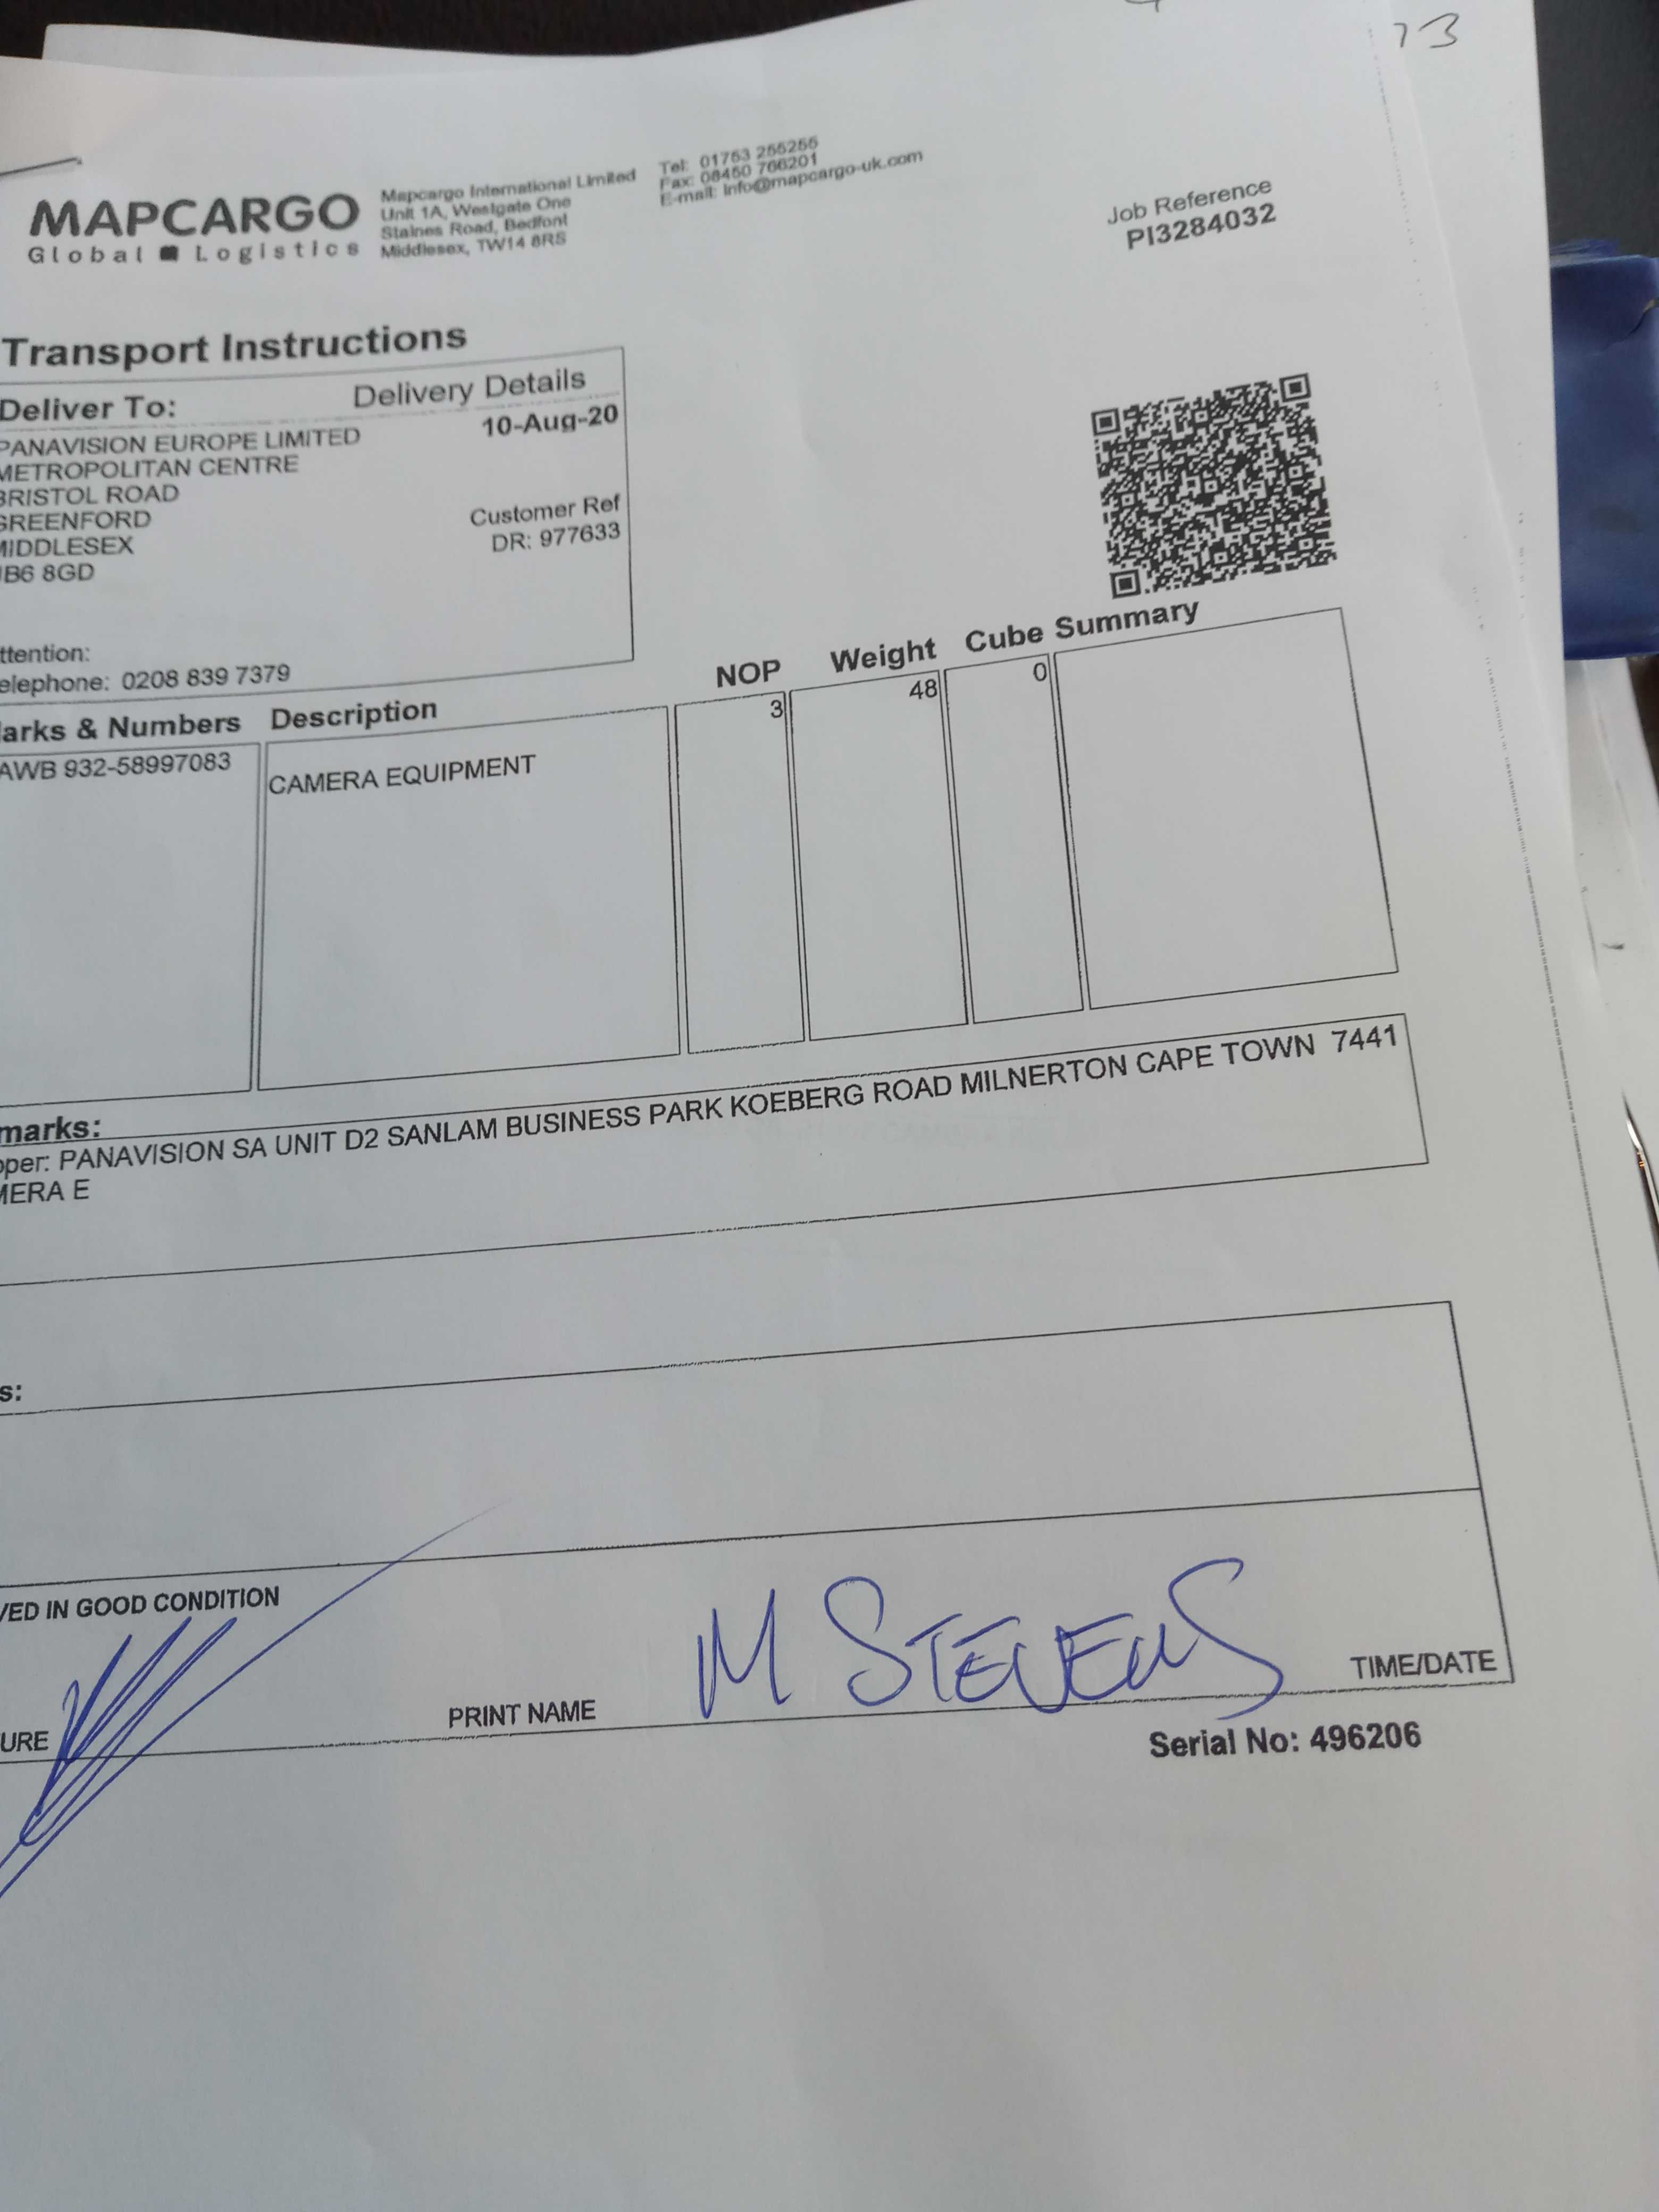 73
MAPCARGO
Global Logistics
Mapcargo International Limited
Unit 1A, Westgate One
Staines Road, Bedfont
Middlesex, TW14 8RS
Tel: 01753 255255
Fax: 08450 766201
E-mail: Info@mapcargo-uk.com
Job Reference
PI3284032
Transport Instructions
Deliver To:
Delivery Details
10-Aug-20
PANAVISION EUROPE LIMITED
METROPOLITAN CENTRE
BRISTOL ROAD
GREENFORD
MIDDLESEX
B6 8GD
Customer Ref
DR: 977633
ttention:
elephone: 0208 839 7379
arks & Numbers Description NOP Weight Cube Summary
AWB 932-58997083
CAMERA EQUIPMENT
3
48
0
marks:
pper: PANAVISION SA UNIT D2 SANLAM BUSINESS PARK KOEBERG ROAD MILNERTON CAPE TOWN 7441
MERA E
s:
VED IN GOOD CONDITION
URE
PRINT NAME
M STEVENS
TIME/DATE
Serial No: 496206